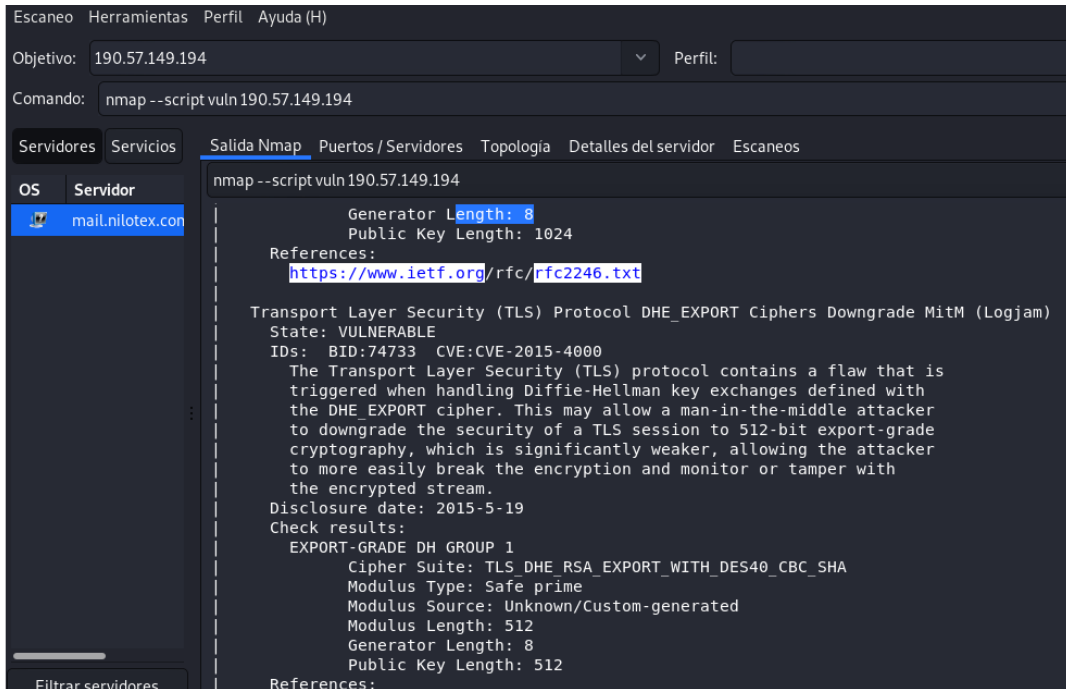 Escaneo Herramientas Perfil Ayuda (H)
Objetivo: 190.57.149.194 Perfil:
Comando: nmap --script vuln 190.57.149.194
Servidores Servicios
Salida Nmap Puertos / Servidores Topología Detalles del servidor Escaneos
OS Servidor
mail.nilotex.con
nmap --script vuln 190.57.149.194
| Generator Length: 8
| Public Key Length: 1024
| References:
| https://www.ietf.org/rfc/rfc2246.txt
|
| Transport Layer Security (TLS) Protocol DHE_EXPORT Ciphers Downgrade MitM (Logjam)
| State: VULNERABLE
| IDs: BID:74733 CVE:CVE-2015-4000
| The Transport Layer Security (TLS) protocol contains a flaw that is
| triggered when handling Diffie-Hellman key exchanges defined with
| the DHE_EXPORT cipher. This may allow a man-in-the-middle attacker
| to downgrade the security of a TLS session to 512-bit export-grade
| cryptography, which is significantly weaker, allowing the attacker
| to more easily break the encryption and monitor or tamper with
| the encrypted stream.
| Disclosure date: 2015-5-19
| Check results:
| EXPORT-GRADE DH GROUP 1
| Cipher Suite: TLS_DHE_RSA_EXPORT_WITH_DES40_CBC_SHA
| Modulus Type: Safe prime
| Modulus Source: Unknown/Custom-generated
| Modulus Length: 512
| Generator Length: 8
| Public Key Length: 512
| References:
Filtrar servidores